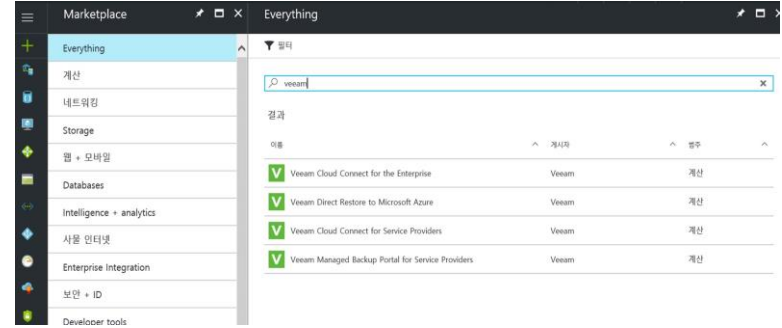 Marketplace
Everything
계산
네트워킹
Storage
웹 + 모바일
Databases
Intelligence + analytics
사물 인터넷
Enterprise Integration
보안 + ID
Developer tools
Everything
필터
veeam
결과
이름 게시자 범주
Veeam Cloud Connect for the Enterprise Veeam 계산
Veeam Direct Restore to Microsoft Azure Veeam 계산
Veeam Cloud Connect for Service Providers Veeam 계산
Veeam Managed Backup Portal for Service Providers Veeam 계산